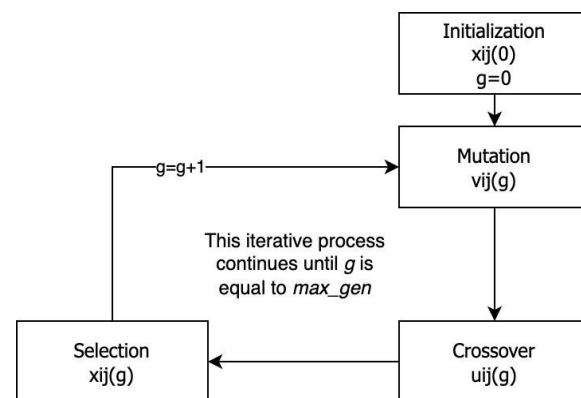 Initialization
xij(0)
g=0
Mutation
vij(g)
g=g+1
This iterative process
continues until g is
equal to max_gen
Selection
xij(g)
Crossover
uij(g)